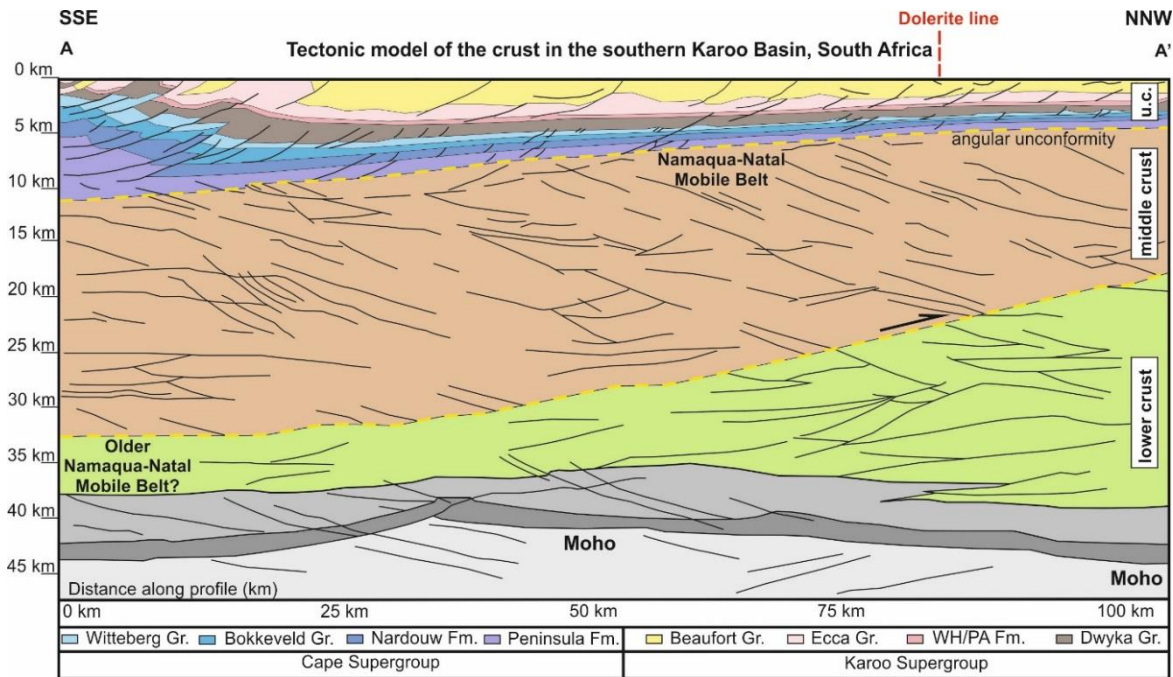 SSE
Dolerite line
NNW
A
Tectonic model of the crust in the southern Karoo Basin, South Africa
A'
0 km
5 km
10 km
15 km
20 km
25 km
30 km
35 km
40 km
45 km
u.c.
angular unconformity
Namaqua-Natal
Mobile Belt
middle crust
lower crust
Older
Namaqua-Natal
Mobile Belt?
Moho
Moho
Distance along profile (km)
0 km 25 km 50 km 75 km 100 km
Witteberg Gr. Bokkeveld Gr. Nardouw Fm. Peninsula Fm. Beaufort Gr. Ecca Gr. WH/PA Fm. Dwyka Gr.
Cape Supergroup Karoo Supergroup